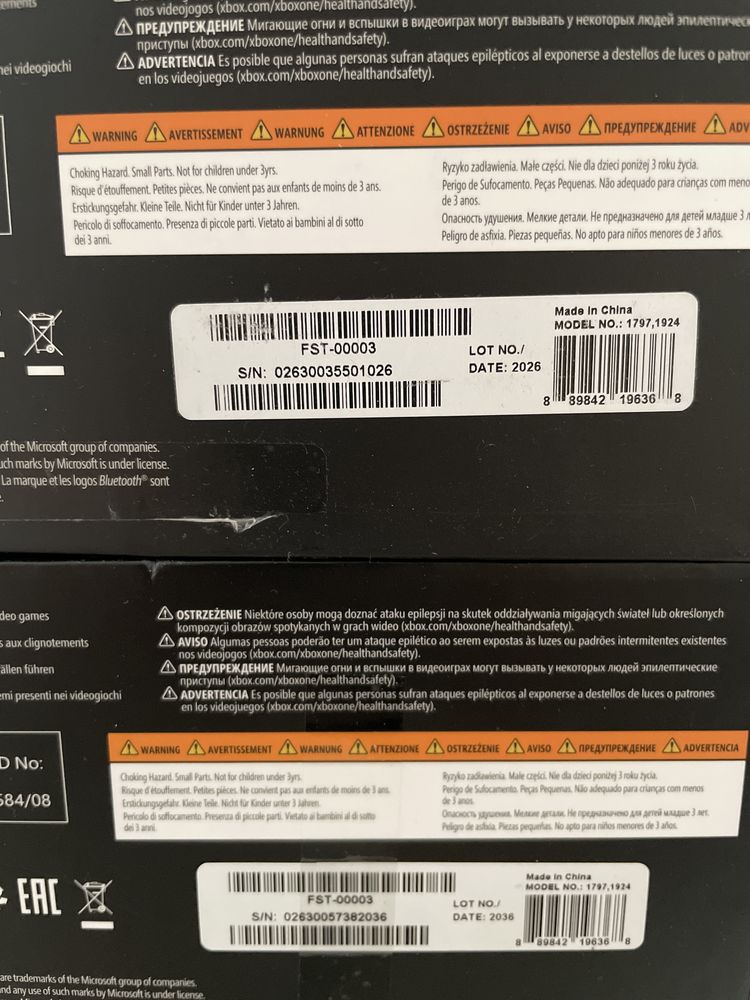 ements
nos videojogos (xbox.com/xboxone/healthandsafety).
ПРЕДУПРЕЖДЕНИЕ Мигающие огни и вспышки в видеоиграх могут вызывать у некоторых людей эпилептичес
приступы (xbox.com/xboxone/healthandsafety).
nei videogiochi
ADVERTENCIA Es posible que algunas personas sufran ataques epilépticos al exponerse a destellos de luces o patron
en los videojuegos (xbox.com/xboxone/healthandsafety).
WARNING AVERTISSEMENT WARNUNG ATTENZIONE OSTRZEŻENIE AVISO ПРЕДУПРЕЖДЕНИЕ ADV
Choking Hazard. Small Parts. Not for children under 3yrs.
Risque d'étouffement. Petites pièces. Ne convient pas aux enfants de moins de 3 ans.
Erstickungsgefahr. Kleine Teile. Nicht für Kinder unter 3 Jahren.
Pericolo di soffocamento. Presenza di piccole parti. Vietato ai bambini al di sotto
dei 3 anni.
Ryzyko zadławienia. Małe części. Nie dla dzieci poniżej 3 roku życia.
Perigo de Sufocamento. Peças Pequenas. Não adequado para crianças com meno
de 3 anos.
Опасность удушения. Мелкие детали. Не предназначено для детей младше 3 л
Peligro de asfixia. Piezas pequeñas. No apto para niños menores de 3 años.
FST-00003
S/N: 02630035501026
LOT NO./
DATE: 2026
Made in China
MODEL NO.: 1797,1924
8 89842 19636 8
of the Microsoft group of companies.
uch marks by Microsoft is under license.
La marque et les logos Bluetooth® sont
deo games
s aux clignotements
ällen führen
emi presenti nei videogiochi
OSTRZEŻENIE Niektóre osoby mogą doznać ataku epilepsji na skutek oddziaływania migających świateł lub określonych
kompozycji obrazów spotykanych w grach wideo (xbox.com/xboxone/healthandsafety).
AVISO Algumas pessoas poderão ter um ataque epilético ao serem expostas às luzes ou padrões intermitentes existentes
nos videojogos (xbox.com/xboxone/healthandsafety).
ПРЕДУПРЕЖДЕНИЕ Мигающие огни и вспышки в видеоиграх могут вызывать у некоторых людей эпилептические
приступы (xbox.com/xboxone/healthandsafety).
ADVERTENCIA Es posible que algunas personas sufran ataques epilépticos al exponerse a destellos de luces o patrones
en los videojuegos (xbox.com/xboxone/healthandsafety).
D No:
584/08
WARNING AVERTISSEMENT WARNUNG ATTENZIONE OSTRZEŻENIE AVISO ПРЕДУПРЕЖДЕНИЕ ADVERTENCIA
Choking Hazard. Small Parts. Not for children under 3yrs.
Risque d'étouffement. Petites pièces. Ne convient pas aux enfants de moins de 3 ans.
Erstickungsgefahr. Kleine Teile. Nicht für Kinder unter 3 Jahren.
Pericolo di soffocamento. Presenza di piccole parti. Vietato ai bambini al di sotto
dei 3 anni.
Ryzyko zadławienia. Małe części. Nie dla dzieci poniżej 3 roku życia.
Perigo de Sufocamento. Peças Pequenas. Não adequado para crianças com menos
de 3 anos.
Опасность удушения. Мелкие детали. Не предназначено для детей младше 3 лет.
Peligro de asfixia. Piezas pequeñas. No apto para niños menores de 3 años.
EAC
FST-00003
S/N: 02630057382036
LOT NO./
DATE: 2036
Made in China
MODEL NO.: 1797,1924
8 89842 19636 8
are trademarks of the Microsoft group of companies.
nd any use of such marks by Microsoft is under license.